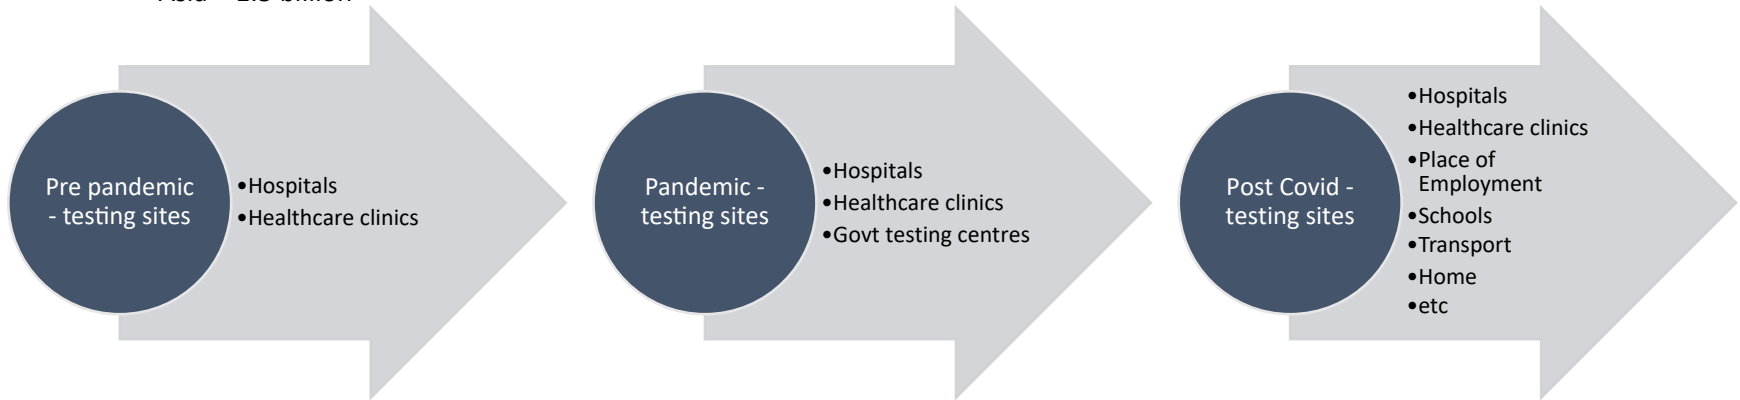 Pre pandemic
- testing sites
•Hospitals
•Healthcare clinics
Pandemic -
testing sites
•Hospitals
•Healthcare clinics
•Govt testing centres
Post Covid -
testing sites
•Hospitals
•Healthcare clinics
•Place of
Employment
•Schools
•Transport
•Home
•etc